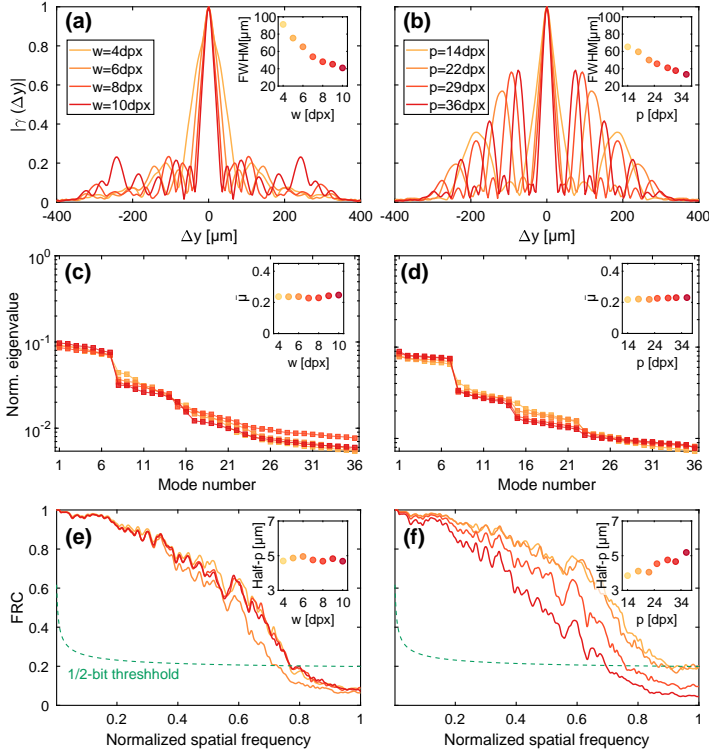 (a)
w=4dpx
w=6dpx
w=8dpx
w=10dpx
|γ (Δy)|
1
0.8
0.6
0.4
0.2
0
-400 -200 0 200 400
Δy [μm]
FWHM[μm]
100
80
60
40
20
4 6 8 10
w [dpx]
(b)
p=14dpx
p=22dpx
p=29dpx
p=36dpx
-400 -200 0 200 400
Δy [μm]
FWHM[μm]
100
80
60
40
20
14 24 34
p [dpx]
(c)
Norm. eigenvalue
10⁰
10⁻¹
10⁻²
1 6 11 16 21 26 31 36
Mode number
μ̄
0.4
0.2
0
4 6 8 10
w [dpx]
(d)
1 6 11 16 21 26 31 36
Mode number
μ̄
0.4
0.2
0
14 24 34
p [dpx]
(e)
FRC
1
0.8
0.6
0.4
0.2
0
1/2-bit threshhold
0.2 0.4 0.6 0.8 1
Normalized spatial frequency
Half-p [μm]
7
5
3
4 6 8 10
w [dpx]
(f)
0.2 0.4 0.6 0.8 1
Normalized spatial frequency
Half-p [μm]
7
5
3
14 24 34
p [dpx]